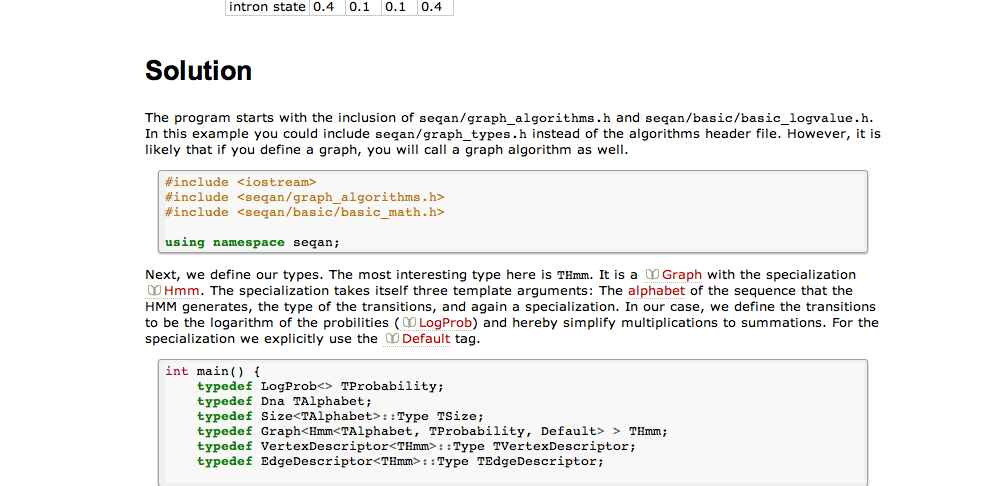 intron state 0.4 0.1 0.1 0.4
Solution
The program starts with the inclusion of seqan/graph_algorithms.h and seqan/basic/basic_logvalue.h.
In this example you could include seqan/graph_types.h instead of the algorithms header file. However, it is
likely that if you define a graph, you will call a graph algorithm as well.
#include <iostream>
#include <seqan/graph_algorithms.h>
#include <seqan/basic/basic_math.h>
using namespace seqan;
Next, we define our types. The most interesting type here is THmm. It is a Graph with the specialization
Hmm. The specialization takes itself three template arguments: The alphabet of the sequence that the
HMM generates, the type of the transitions, and again a specialization. In our case, we define the transitions
to be the logarithm of the probilities (LogProb) and hereby simplify multiplications to summations. For the
specialization we explicitly use the Default tag.
int main() {
typedef LogProb<> TProbability;
typedef Dna TAlphabet;
typedef Size<TAlphabet>::Type TSize;
typedef Graph<Hmm<TAlphabet, TProbability, Default> > THmm;
typedef VertexDescriptor<THmm>::Type TVertexDescriptor;
typedef EdgeDescriptor<THmm>::Type TEdgeDescriptor;